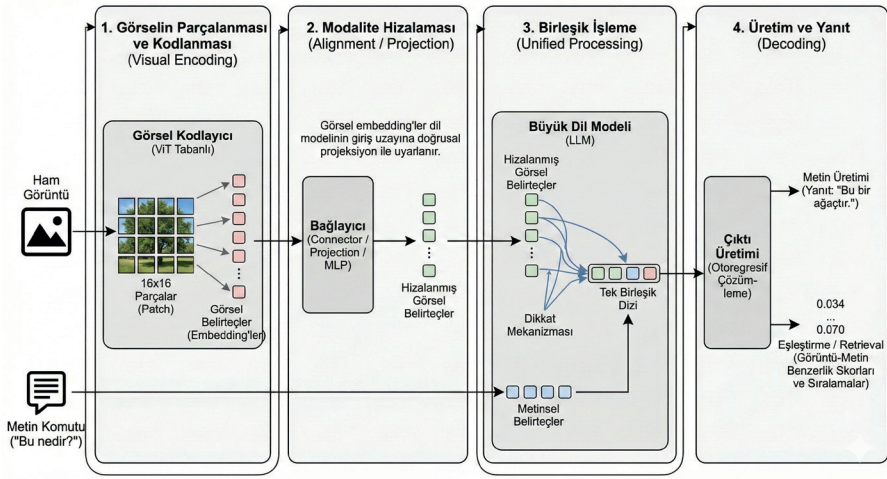 1. Görselin Parçalanması
ve Kodlanması
(Visual Encoding)
Görsel Kodlayıcı
(ViT Tabanlı)
Ham
Görüntü
16x16
Parçalar
(Patch)
Görsel
Belirteçler
(Embedding'ler)
Metin Komutu
("Bu nedir?")
2. Modalite Hizalaması
(Alignment / Projection)
Görsel embedding'ler dil
modelinin giriş uzayına doğrusal
projeksiyon ile uyarlanır.
Bağlayıcı
(Connector /
Projection /
MLP)
Hizalanmış
Görsel
Belirteçler
3. Birleşik İşleme
(Unified Processing)
Büyük Dil Modeli
(LLM)
Hizalanmış
Görsel
Belirteçler
Tek Birleşik
Dizi
Dikkat
Mekanizması
Metinsel
Belirteçler
4. Üretim ve Yanıt
(Decoding)
Çıktı
Üretimi
(Otoregresif
Çözüm-
leme)
Metin Üretimi
(Yanıt: "Bu bir
ağaçtır.")
0.034
...
0.070
Eşleştirme / Retrieval
(Görüntü-Metin
Benzerlik Skorları
ve Sıralamalar)